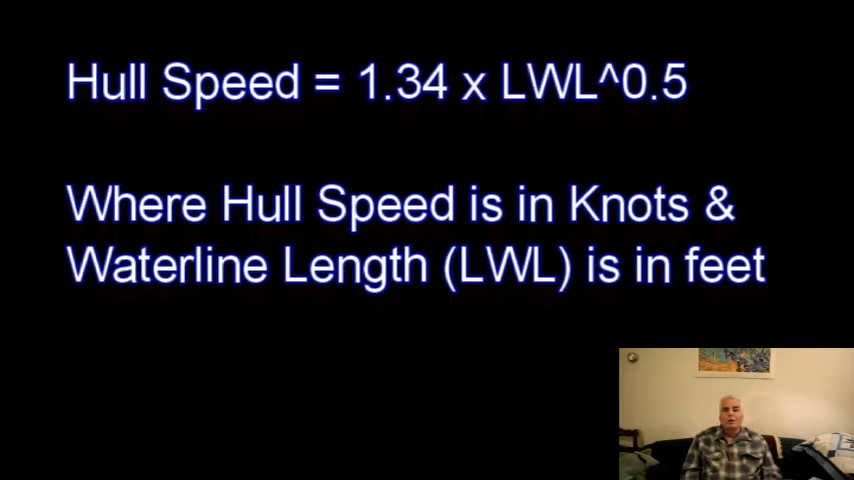 Hull Speed = 1.34 x LWL^0.5
Where Hull Speed is in Knots &
Waterline Length (LWL) is in feet